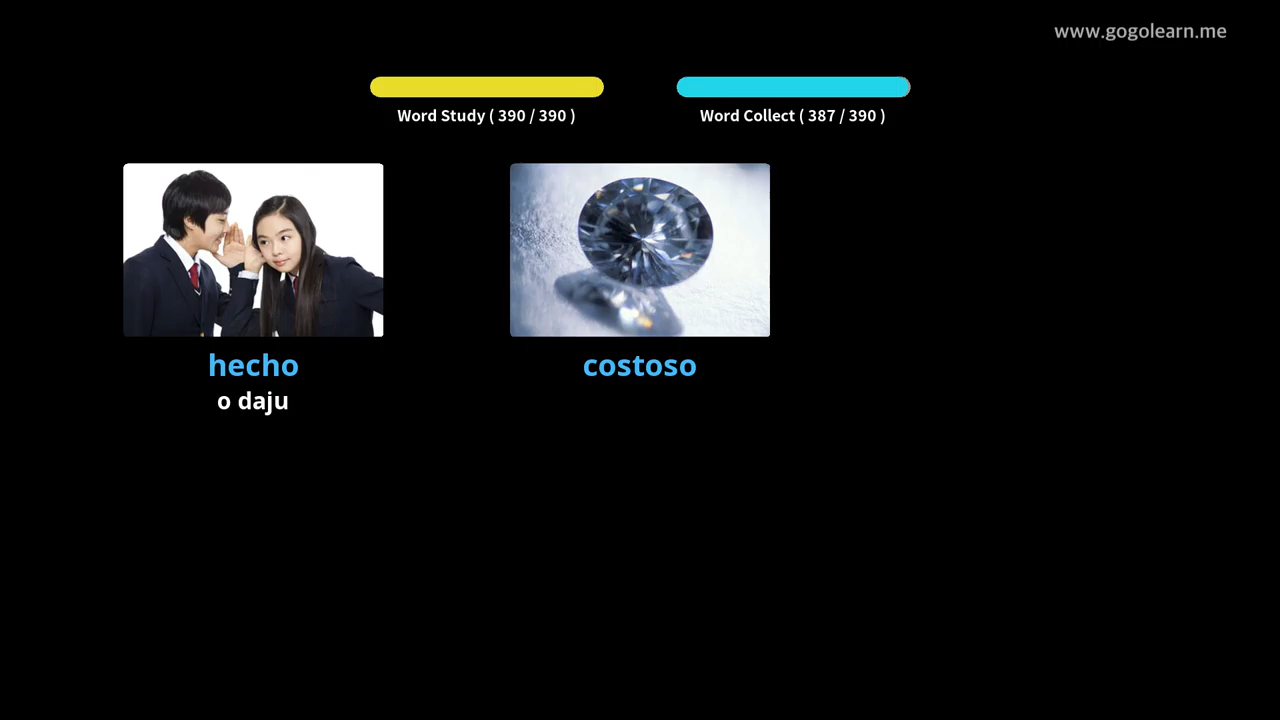 www.gogolearn.me
Word Study ( 390 / 390 )
Word Collect ( 387 / 390 )
hecho
o daju
costoso